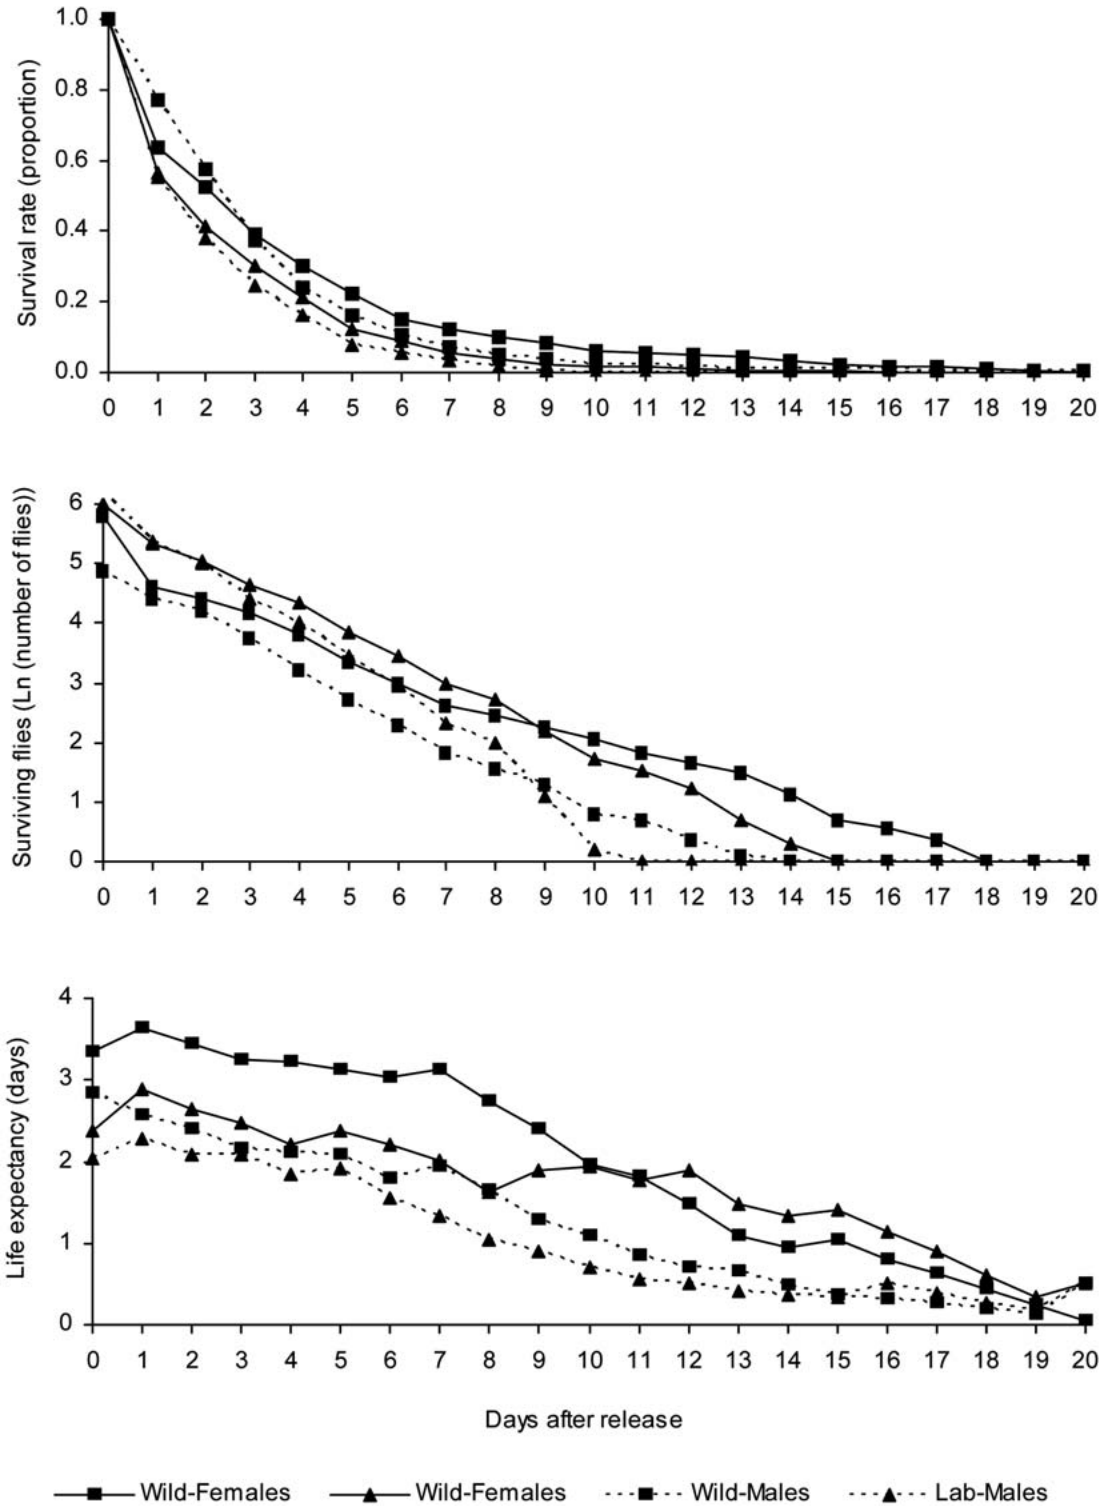 Survival rate (proportion)
1.0
0.8
0.6
0.4
0.2
0.0
0 1 2 3 4 5 6 7 8 9 10 11 12 13 14 15 16 17 18 19 20
Surviving flies (Ln (number of flies))
6
5
4
3
2
1
0
0 1 2 3 4 5 6 7 8 9 10 11 12 13 14 15 16 17 18 19 20
Life expectancy (days)
4
3
2
1
0
0 1 2 3 4 5 6 7 8 9 10 11 12 13 14 15 16 17 18 19 20
Days after release
Wild-Females Wild-Females Wild-Males Lab-Males